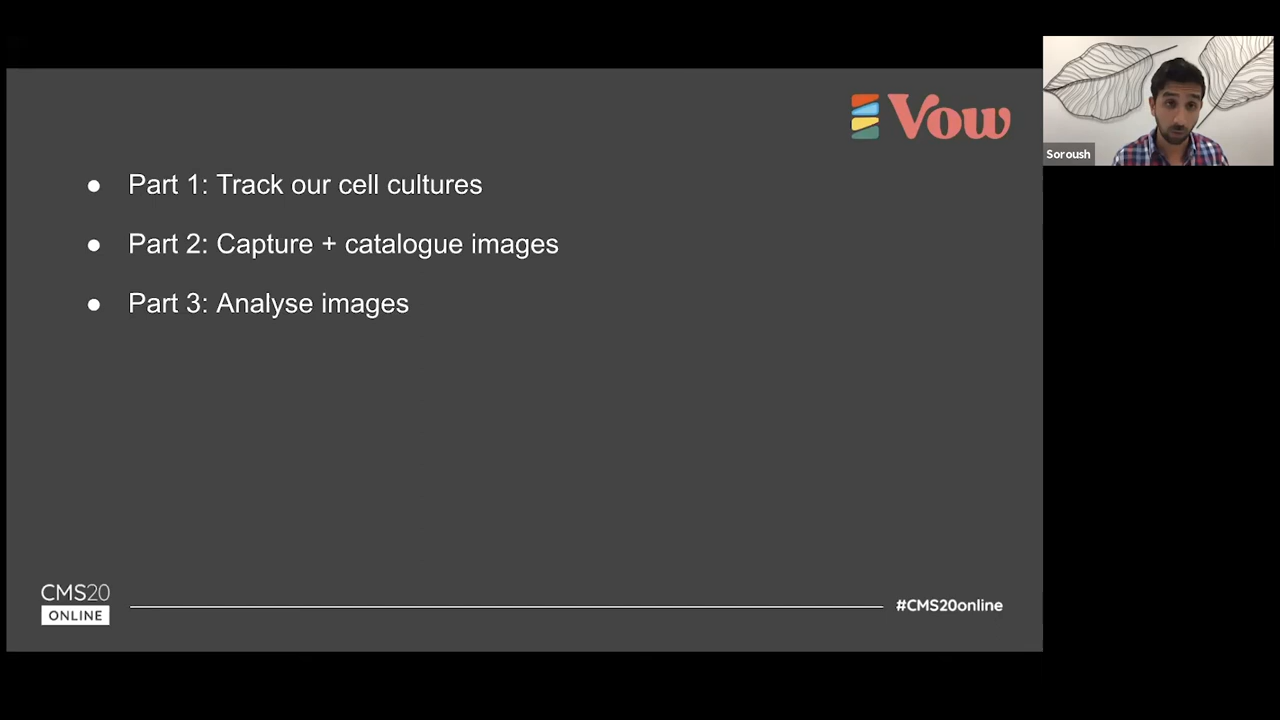 Vow
Soroush
● Part 1: Track our cell cultures
● Part 2: Capture + catalogue images
● Part 3: Analyse images
CMS20
ONLINE
#CMS20online